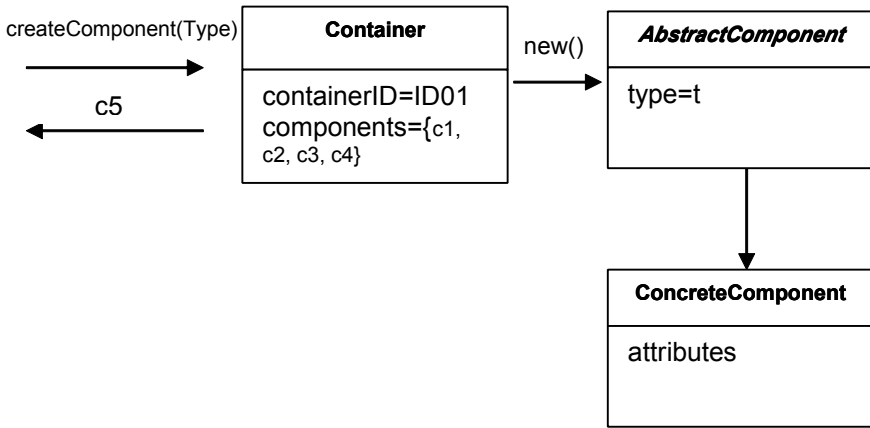 createComponent(Type)
c5
Container
containerID=ID01
components={c1,
c2, c3, c4}
new()
AbstractComponent
type=t
ConcreteComponent
attributes